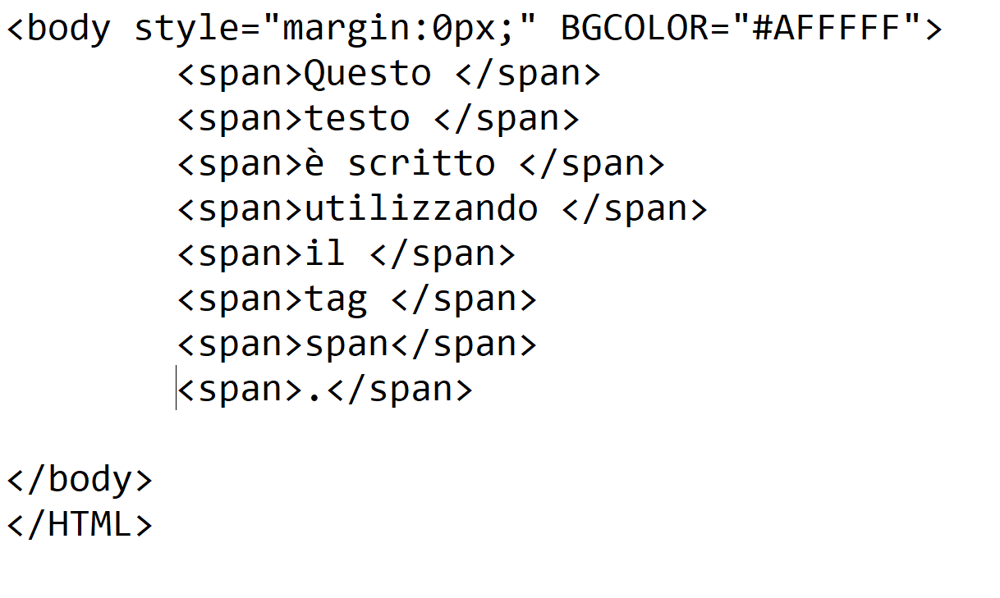 <body style="margin:0px;" BGCOLOR="#AFFFFF">
<span>Questo </span>
<span>testo </span>
<span>è scritto </span>
<span>utilizzando </span>
<span>il </span>
<span>tag </span>
<span>span</span>
<span>.</span>
</body>
</HTML>